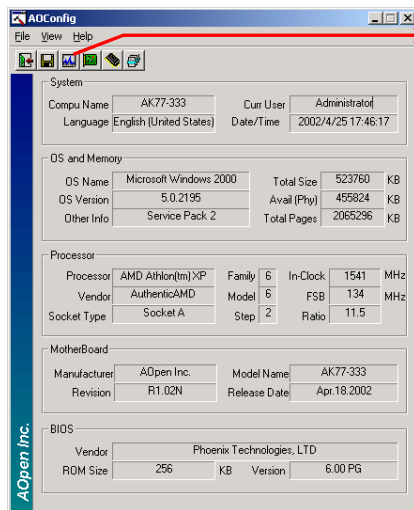 AOConfig
File View Help
System
Compu Name AK77-333 Curr User Administrator
Language English (United States) Date/Time 2002/4/25 17:46:17
OS and Memory
OS Name Microsoft Windows 2000 Total Size 523760 KB
OS Version 5.0.2195 Avail (Phy) 455824 KB
Other Info Service Pack 2 Total Pages 2065296 KB
Processor
Processor AMD Athlon(tm) XP Family 6 In-Clock 1541 MHz
Vendor AuthenticAMD Model 6 FSB 134 MHz
Socket Type Socket A Step 2 Ratio 11.5
MotherBoard
Manufacturer AOpen Inc. Model Name AK77-333
Revision R1.02N Release Date Apr.18.2002
BIOS
Vendor Phoenix Technologies, LTD
ROM Size 256 KB Version 6.00 PG
AOpen Inc.